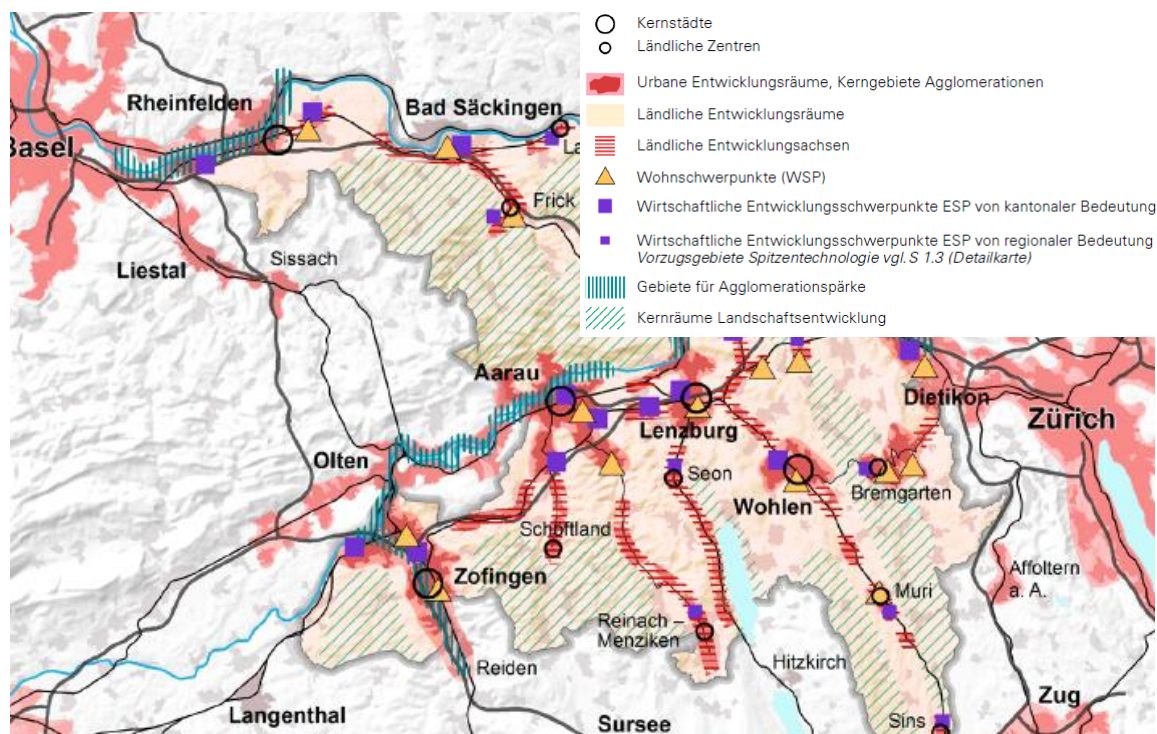 Kernstädte
Ländliche Zentren
Urbane Entwicklungsräume, Kerngebiete Agglomerationen
Ländliche Entwicklungsräume
Ländliche Entwicklungsachsen
Wohnschwerpunkte (WSP)
Wirtschaftliche Entwicklungsschwerpunkte ESP von kantonaler Bedeutung
Wirtschaftliche Entwicklungsschwerpunkte ESP von regionaler Bedeutung
Vorzugsgebiete Spitzentechnologie vgl. S 1.3 (Detailkarte)
Gebiete für Agglomerationspärke
Kernräume Landschaftsentwicklung
Rheinfelden
Bad Säckingen
Basel
La
Frick
Sissach
Liestal
Aarau
Dietikon
Zürich
Lenzburg
Olten
Seon
Wohlen
Bremgarten
Schöftland
Zofingen
Affoltern
a. A.
Muri
Reinach –
Menziken
Hitzkirch
Reiden
Zug
Langenthal
Sursee
Sins